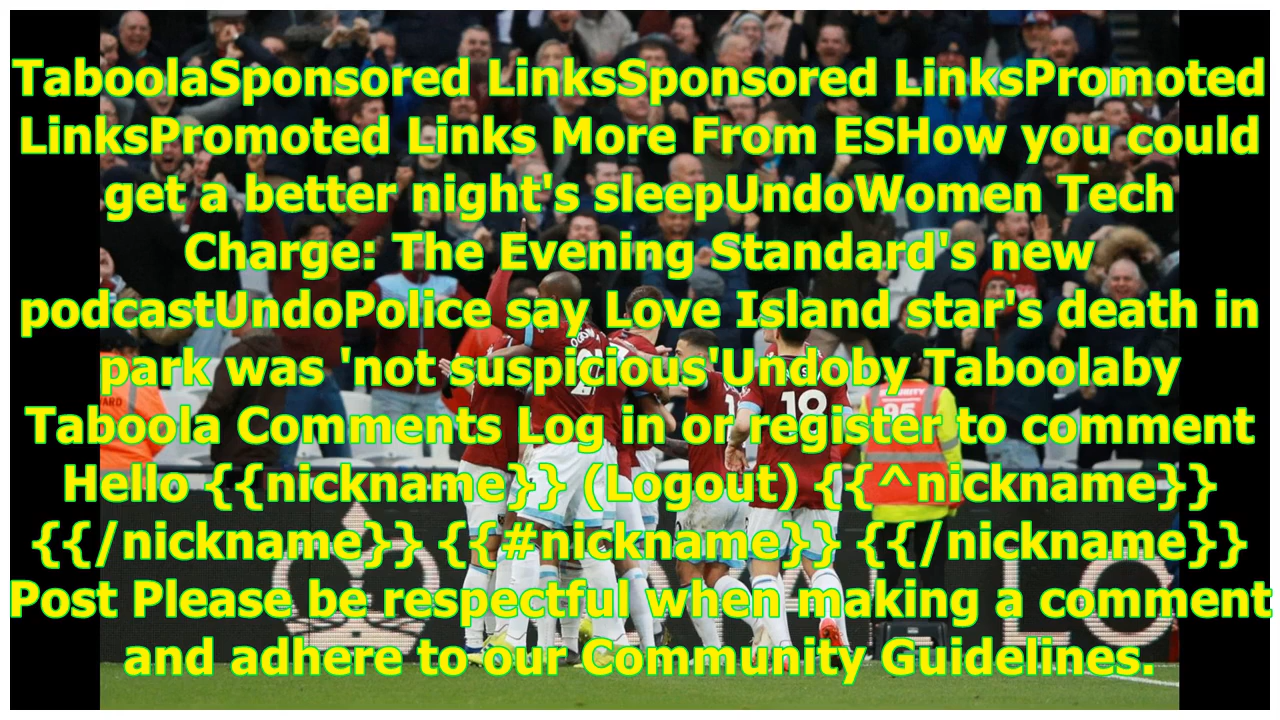 TaboolaSponsored LinksSponsored LinksPromoted
LinksPromoted Links More From ESHow you could
get a better night's sleepUndoWomen Tech
Charge: The Evening Standard's new
podcastUndoPolice say Love Island star's death in
park was 'not suspicious'Undoby Taboolaby
Taboola Comments Log in or register to comment
Hello {{nickname}} (Logout) {{^nickname}}
{{/nickname}} {{#nickname}} {{/nickname}}
Post Please be respectful when making a comment
and adhere to our Community Guidelines.
19
95